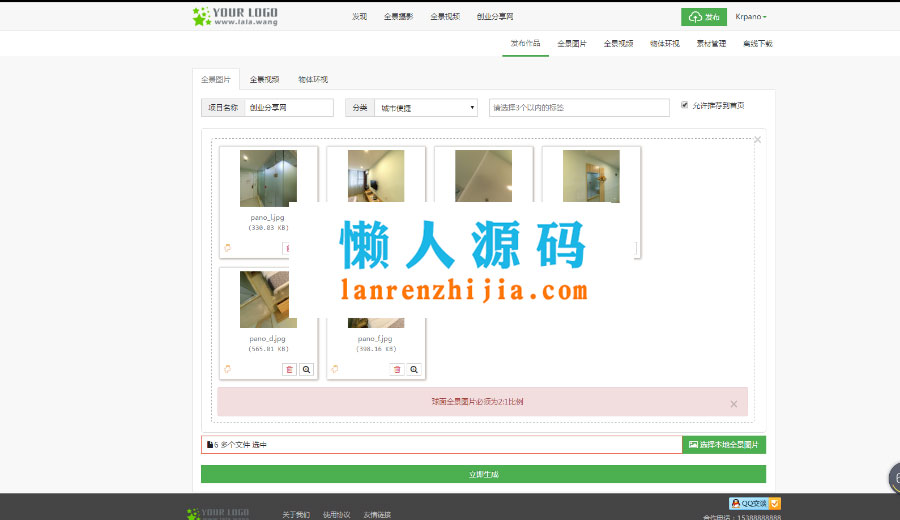 YOUR LOGO
www.lala.wang
发现 全景摄影 全景视频 创业分享网
发布 Krpano
发布作品 全景图片 全景视频 物体环视 素材管理 离线下载
全景图片 全景视频 物体环视
项目名称 创业分享网 分类 城市便捷 请选择3个以内的标签 允许推荐到首页
pano_l.jpg
(330.83 KB)
懒人源码
lanrenzhijia.com
pano_d.jpg pano_f.jpg
(565.81 KB) (398.16 KB)
球面全景图片必须为2:1比例
6 多个文件 选中 选择本地全景图片
立即生成
YOUR LOGO
www.lala.wang
关于我们 使用协议 友情链接
QQ交谈
合作电话：15388888888